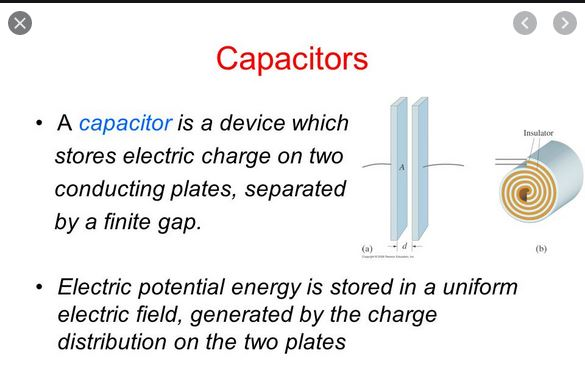 Capacitors
• A capacitor is a device which
stores electric charge on two
conducting plates, separated
by a finite gap.
A
d
(a)
Insulator
(b)
• Electric potential energy is stored in a uniform
electric field, generated by the charge
distribution on the two plates